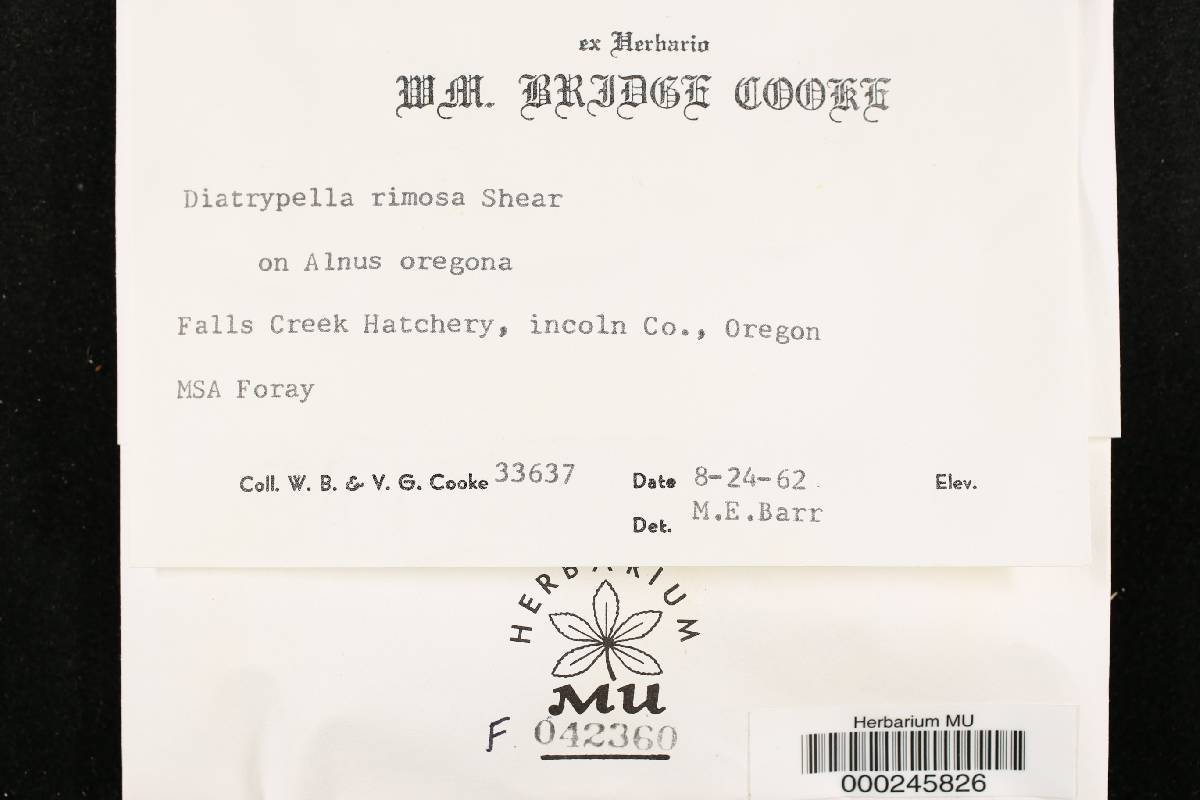 ex Herbario
WM. BRIDGE COOKE
Diatrypella rimosa Shear
on Alnus oregona
Falls Creek Hatchery, incoln Co., Oregon
MSA Foray
Coll. W. B. & V. G. Cooke 33637 Date 8-24-62 Elev.
Det. M.E.Barr
HERBARIUM
MU
F 042360
Herbarium MU
000245826